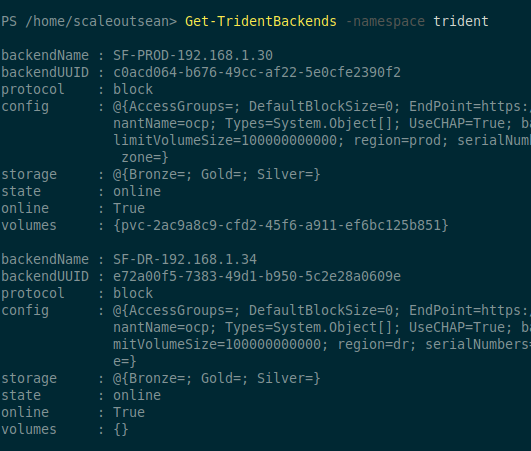 PS /home/scaleoutsean> Get-TridentBackends -namespace trident
backendName : SF-PROD-192.168.1.30
backendUUID : c0acd064-b676-49cc-af22-5e0cfe2390f2
protocol    : block
config      : @{AccessGroups=; DefaultBlockSize=0; EndPoint=https:/
              nantName=ocp; Types=System.Object[]; UseCHAP=True; ba
              limitVolumeSize=100000000000; region=prod; serialNum
               zone=}
storage     : @{Bronze=; Gold=; Silver=}
state       : online
online      : True
volumes     : {pvc-2ac9a8c9-cfd2-45f6-a911-ef6bc125b851}
backendName : SF-DR-192.168.1.34
backendUUID : e72a00f5-7383-49d1-b950-5c2e28a0609e
protocol    : block
config      : @{AccessGroups=; DefaultBlockSize=0; EndPoint=https:/
              nantName=ocp; Types=System.Object[]; UseCHAP=True; ba
              mitVolumeSize=100000000000; region=dr; serialNumbers=
              e=}
storage     : @{Bronze=; Gold=; Silver=}
state       : online
online      : True
volumes     : {}